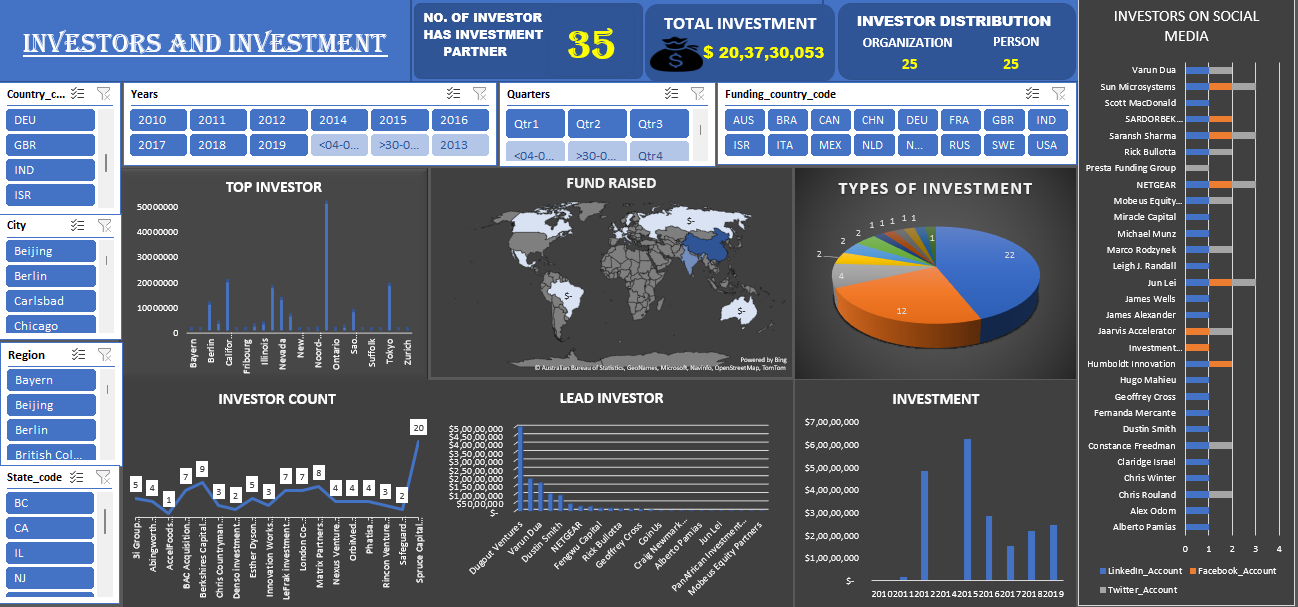 INVESTORS AND INVESTMENT
NO. OF INVESTOR
HAS INVESTMENT
PARTNER
35
TOTAL INVESTMENT
$ 20,37,30,053
INVESTOR DISTRIBUTION
ORGANIZATION PERSON
25 25
INVESTORS ON SOCIAL
MEDIA
Country_c...
DEU
GBR
IND
ISR
Years
2010 2011 2012 2014 2015 2016
2017 2018 2019 <04-0... >30-0... 2013
Quarters
Qtr1 Qtr2 Qtr3
<04-0... >30-0... Qtr4
Funding_country_code
AUS BRA CAN CHN DEU FRA GBR IND
ISR ITA MEX NLD N... RUS SWE USA
City
Beijing
Berlin
Carlsbad
Chicago
Region
Bayern
Beijing
Berlin
British Col...
State_code
BC
CA
IL
NJ
TOP INVESTOR
50000000
40000000
30000000
20000000
10000000
0
Bayern
Berlin
Califor...
Fribourg
Illinois
Nevada
New...
Noord-...
Ontario
Sao...
Suffolk
Tokyo
Zurich
FUND RAISED
$-
$-
$-
Powered by Bing
© Australian Bureau of Statistics, GeoNames, Microsoft, Navinfo, OpenStreetMap, TomTom
TYPES OF INVESTMENT
22
12
4
2
2
2
1
1
1
1
1
1
INVESTOR COUNT
5 4 1 7 9 3 2 5 3 7 7 8 4 4 4 3 2 20
5i Group...
Abingworth...
AccelFoods...
BAC Acquisition...
Berkshires Capital...
Chris Countryman...
Denso Investment...
Esther Dyson...
Innovation Works...
LeFrak investment...
London Co-...
Matrix Partners...
Nexus Venture...
OrbiMed...
Phatisa...
Rincon Venture...
Safeguard...
Spruce Capital...
LEAD INVESTOR
$5,00,00,000
$4,50,00,000
$4,00,00,000
$3,50,00,000
$3,00,00,000
$2,50,00,000
$2,00,00,000
$1,50,00,000
$1,00,00,000
$50,00,000
$-
Dugout Ventures
Varun Dua
Dustin Smith
NETGEAR
Fengwu Capital
Rick Bullotta
Geoffrey Cross
CoinUs
Craig Newmark...
Alberto Pamias
Jun Lei
PanAfrican Investment...
Mobeus Equity Partners
INVESTMENT
$7,00,00,000
$6,00,00,000
$5,00,00,000
$4,00,00,000
$3,00,00,000
$2,00,00,000
$1,00,00,000
$-
2010 2011 2012 2014 2015 2016 2017 2018 2019
Varun Dua
Sun Microsystems
Scott MacDonald
SARDORBEK...
Saransh Sharma
Rick Bullotta
Presta Funding Group
NETGEAR
Mobeus Equity...
Miracle Capital
Michael Munz
Marco Rodzynek
Leigh J. Randall
Jun Lei
James Wells
James Alexander
Jaarvis Accelerator
Investment...
Humboldt Innovation
Hugo Mahieu
Geoffrey Cross
Fernanda Mercante
Dustin Smith
Constance Freedman
Claridge Israel
Chris Winter
Chris Rouland
Alex Odom
Alberto Pamias
0 1 2 3 4
LinkedIn_Account Facebook_Account
Twitter_Account